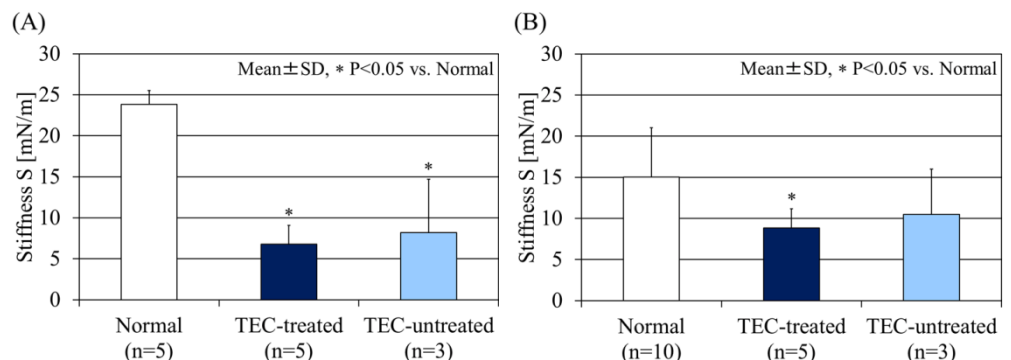 (A)
Stiffness S [mN/m]
30
25
20
15
10
5
0
Mean±SD, * P<0.05 vs. Normal
*
*
Normal
(n=5)
TEC-treated
(n=5)
TEC-untreated
(n=3)
(B)
Stiffness S [mN/m]
30
25
20
15
10
5
0
Mean±SD, * P<0.05 vs. Normal
*
Normal
(n=10)
TEC-treated
(n=5)
TEC-untreated
(n=3)